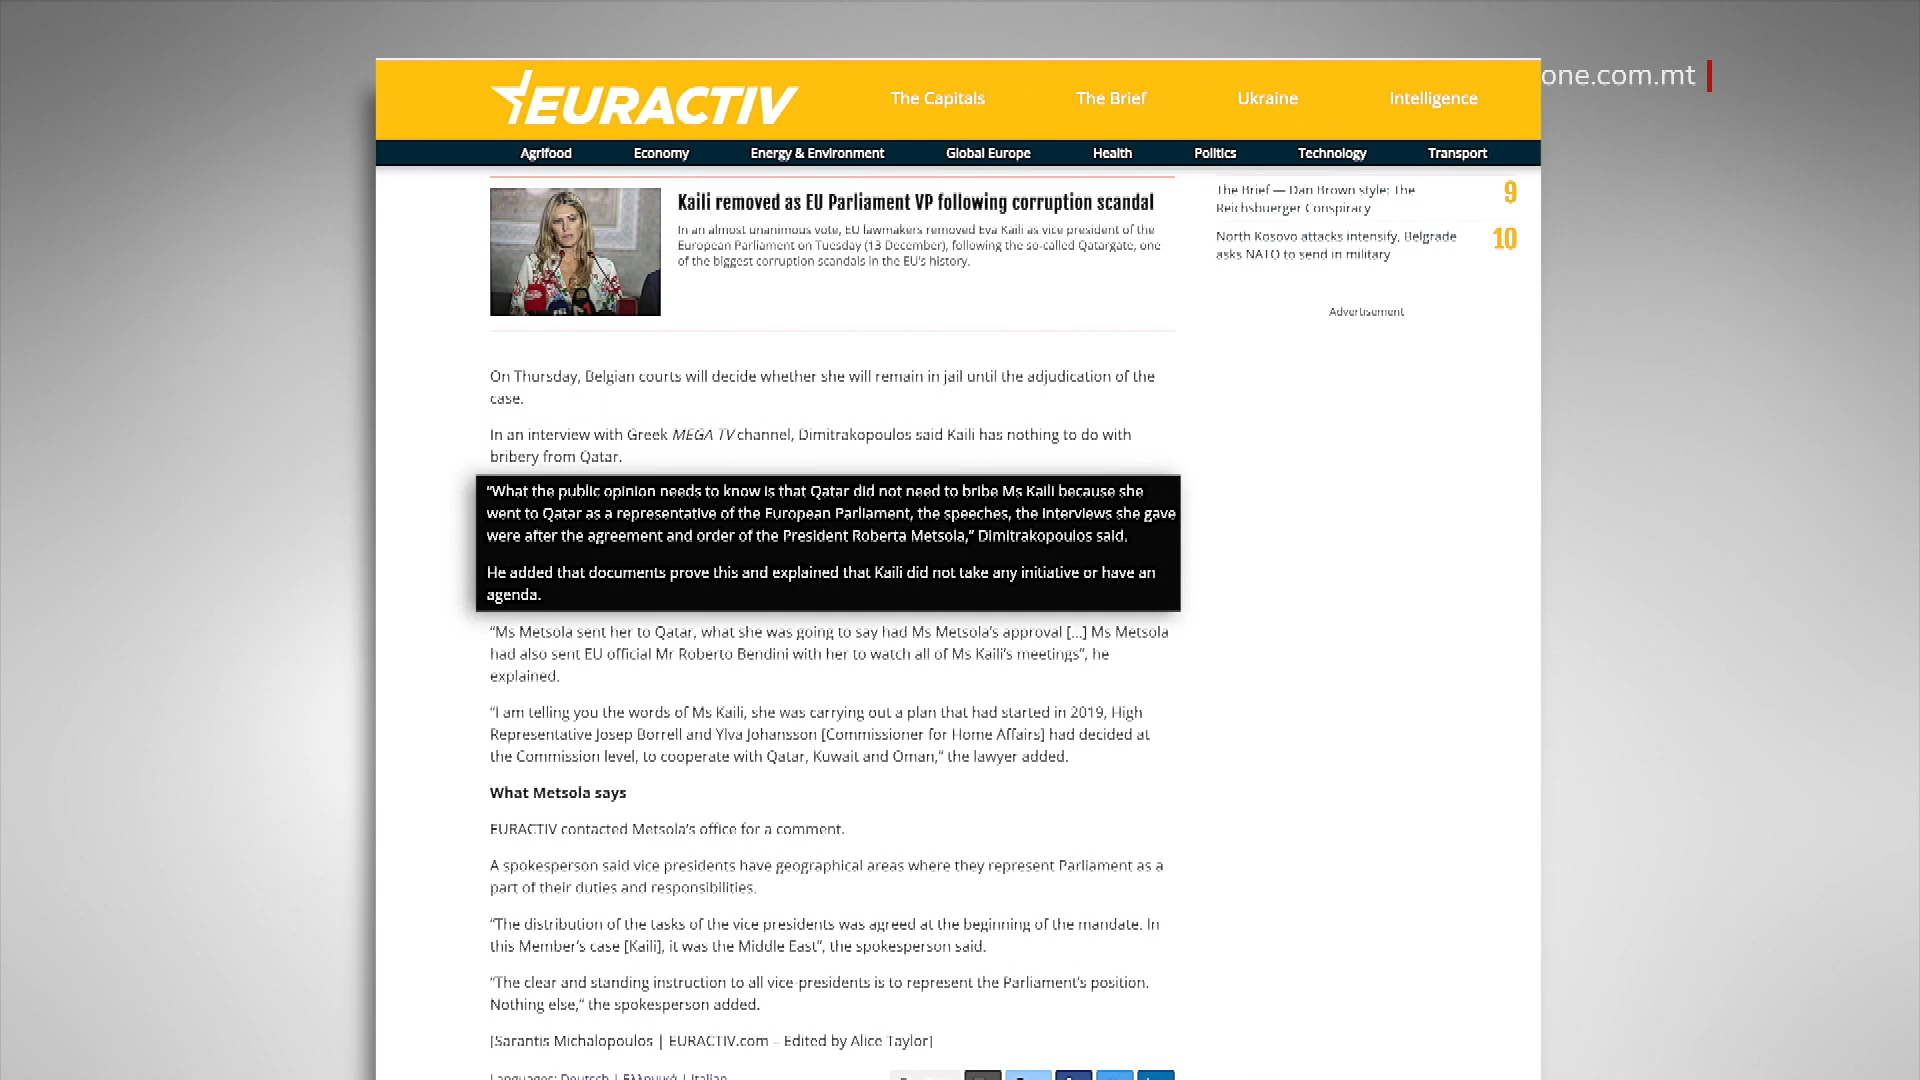 one.com.mt
EURACTIV
The Capitals
The Brief
Ukraine
Intelligence
Agrifood
Economy
Energy & Environment
Global Europe
Health
Politics
Technology
Transport
Kaili removed as EU Parliament VP following corruption scandal
In an almost unanimous vote, EU lawmakers removed Eva Kaili as vice president of the
European Parliament on Tuesday (13 December), following the so-called Qatargate, one
of the biggest corruption scandals in the EU's history.
The Brief — Dan Brown style: The
Reichsbuerger Conspiracy
9
North Kosovo attacks intensify, Belgrade
asks NATO to send in military
10
Advertisement
On Thursday, Belgian courts will decide whether she will remain in jail until the adjudication of the
case.
In an interview with Greek MEGA TV channel, Dimitrakopoulos said Kaili has nothing to do with
bribery from Qatar.
“What the public opinion needs to know is that Qatar did not need to bribe Ms Kaili because she
went to Qatar as a representative of the European Parliament, the speeches, the interviews she gave
were after the agreement and order of the President Roberta Metsola,” Dimitrakopoulos said.
He added that documents prove this and explained that Kaili did not take any initiative or have an
agenda.
“Ms Metsola sent her to Qatar, what she was going to say had Ms Metsola’s approval […] Ms Metsola
had also sent EU official Mr Roberto Bendini with her to watch all of Ms Kaili’s meetings”, he
explained.
“I am telling you the words of Ms Kaili, she was carrying out a plan that had started in 2019, High
Representative Josep Borrell and Ylva Johansson [Commissioner for Home Affairs] had decided at
the Commission level, to cooperate with Qatar, Kuwait and Oman,” the lawyer added.
What Metsola says
EURACTIV contacted Metsola’s office for a comment.
A spokesperson said vice presidents have geographical areas where they represent Parliament as a
part of their duties and responsibilities.
“The distribution of the tasks of the vice presidents was agreed at the beginning of the mandate. In
this Member’s case [Kaili], it was the Middle East”, the spokesperson said.
“The clear and standing instruction to all vice-presidents is to represent the Parliament’s position.
Nothing else,” the spokesperson added.
[Sarantis Michalopoulos | EURACTIV.com – Edited by Alice Taylor]
Languages: Deutsch | Ελληνικά | Italian